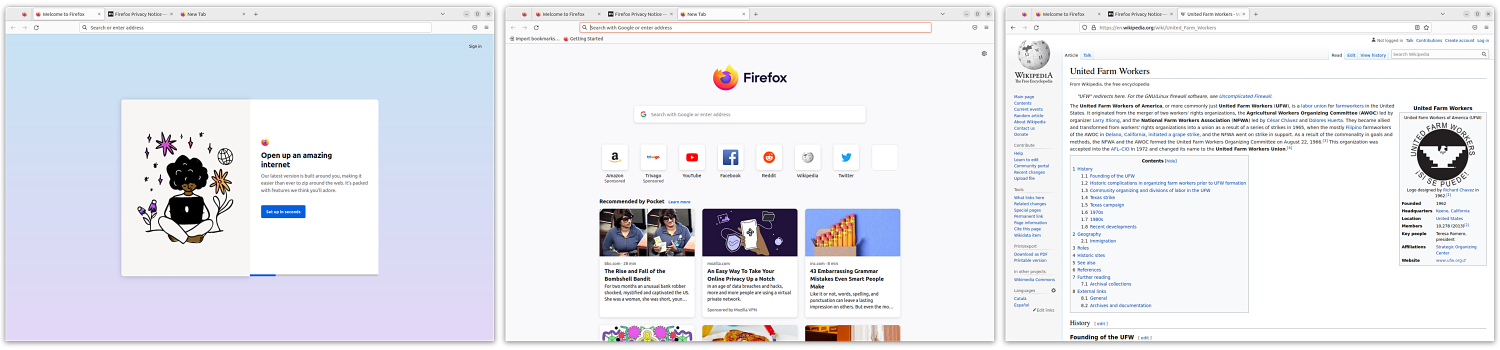 Welcome to Firefox
Firefox Privacy Notice —
New Tab
Search or enter address
Sign in
Open up an amazing
internet
Our latest version is built around you, making it
easier than ever to zip around the web. It's packed
with features we think you'll adore.
Set up in seconds
Welcome to Firefox
Firefox Privacy Notice —
New Tab
Search with Google or enter address
Import bookmarks...
Getting Started
Firefox
Search with Google or enter address
Amazon
Sponsored
Trivago
Sponsored
YouTube
Facebook
Reddit
Wikipedia
Twitter
Recommended by Pocket
Learn more
bbc.com · 28 min
The Rise and Fall of the
Bombshell Bandit
For two months an unusual bank robber
chocked, mystified and captivated the US.
She was a woman, she was short, youn...
mozilla.com
An Easy Way To Take Your
Online Privacy Up a Notch
In an age of data breaches and hacks,
more and more people are using a virtual
private network.
Sponsored by Mozilla VPN
inc.com · 8 min
43 Embarrassing Grammar
Mistakes Even Smart People
Make
Like it or not, words, spelling, and
punctuation can leave a lasting
impression on others. But even the mo...
Welcome to Firefox
Firefox Privacy Notice —
United Farm Workers - W
https://en.wikipedia.org/wiki/United_Farm_Workers
Not logged in Talk Contributions Create account Log in
Article Talk
Read Edit View history
Search Wikipedia
WIKIPEDIA
The Free Encyclopedia
Main page
Contents
Current events
Random article
About Wikipedia
Contact us
Donate
Contribute
Help
Learn to edit
Community portal
Recent changes
Upload file
Tools
What links here
Related changes
Special pages
Permanent link
Page information
Cite this page
Wikidata item
Print/export
Download as PDF
Printable version
In other projects
Wikimedia Commons
Languages
Català
Español
Edit links
United Farm Workers
From Wikipedia, the free encyclopedia
"UFW" redirects here. For the GNU/Linux firewall software, see Uncomplicated Firewall.
The United Farm Workers of America, or more commonly just United Farm Workers (UFW), is a labor union for farmworkers in the United
States. It originated from the merger of two workers' rights organizations, the Agricultural Workers Organizing Committee (AWOC) led by
organizer Larry Itliong, and the National Farm Workers Association (NFWA) led by César Chávez and Dolores Huerta. They became allied
and transformed from workers' rights organizations into a union as a result of a series of strikes in 1965, when the mostly Filipino farmworkers
of the AWOC in Delano, California, initiated a grape strike, and the NFWA went on strike in support. As a result of the commonality in goals and
methods, the NFWA and the AWOC formed the United Farm Workers Organizing Committee on August 22, 1966.[3] This organization was
accepted into the AFL-CIO in 1972 and changed its name to the United Farm Workers Union.[4]
Contents [hide]
1 History
1.1 Founding of the UFW
1.2 Historic complications in organizing farm workers prior to UFW formation
1.3 Community organizing and divisions of labor in the UFW
1.4 Texas strike
1.5 Texas campaign
1.6 1970s
1.7 1980s
1.8 Recent developments
2 Geography
2.1 Immigration
3 Roles
4 Historic sites
5 See also
6 References
7 Further reading
7.1 Archival collections
8 External links
8.1 General
8.2 Archives and documentation
History [ edit ]
Founding of the UFW [ edit ]
United Farm Workers
United Farm Workers of America (UFW)
UNITED FARM WORKERS
¡SI SE PUEDE!
Logo designed by Richard Chavez in
1962.[1]
Founded 1962
Headquarters Keene, California
Location United States
Members 10,278 (2013)[2]
Key people Teresa Romero,
president
Affiliations Strategic Organizing
Center
Website www.ufw.org